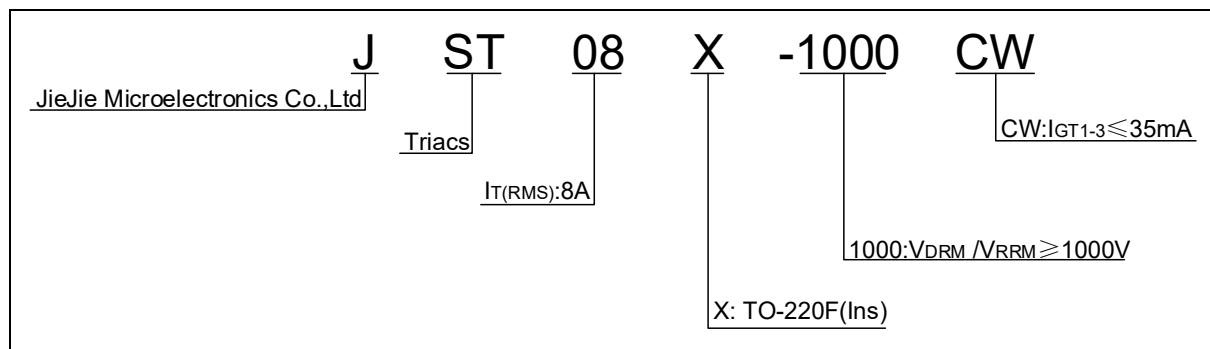 J ST 08 X -1000 CW
JieJie Microelectronics Co.,Ltd
CW:IGT1-3≤35mA
Triacs
IT(RMS):8A
1000:VDRM /VRRM≥1000V
X: TO-220F(Ins)